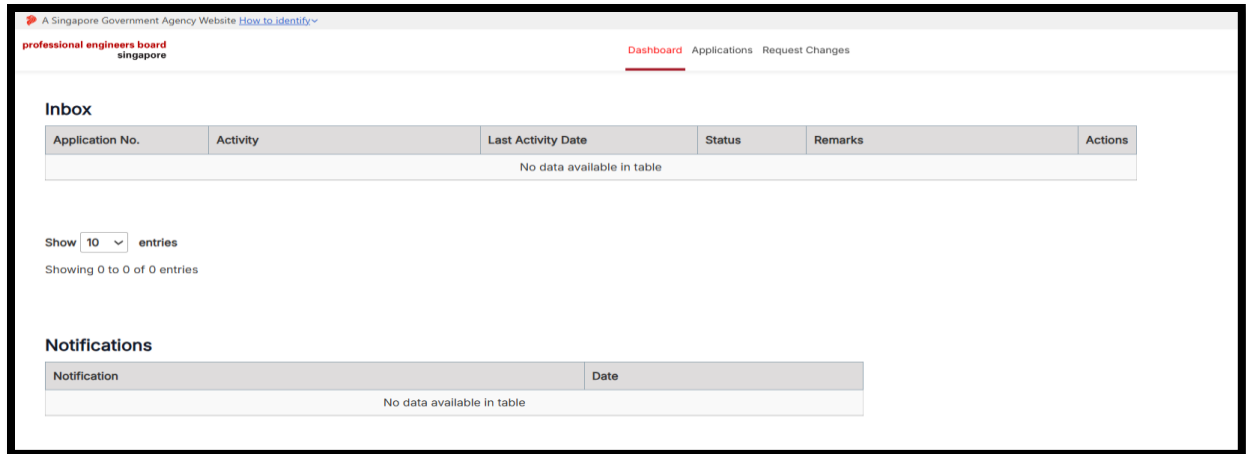 A Singapore Government Agency Website How to identify
professional engineers board
singapore
Dashboard Applications Request Changes
Inbox
Application No. Activity Last Activity Date Status Remarks Actions
No data available in table
Show 10 entries
Showing 0 to 0 of 0 entries
Notifications
Notification Date
No data available in table